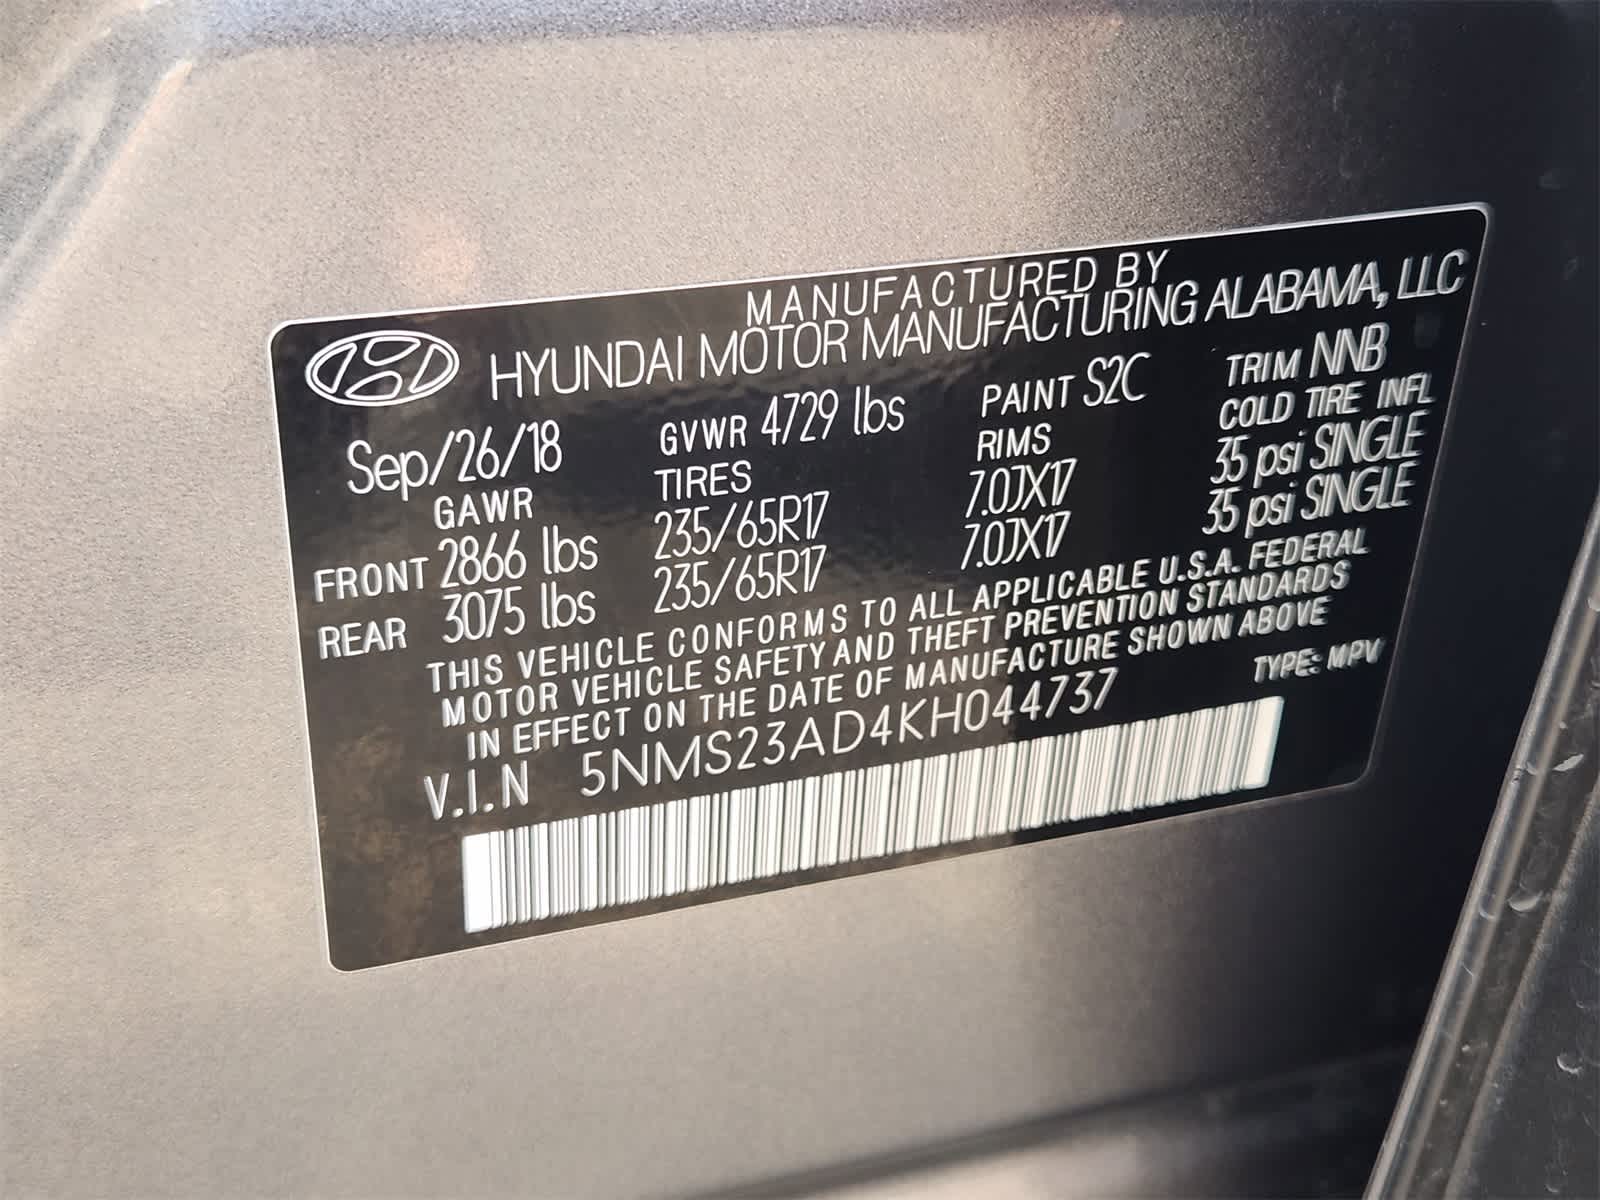 MANUFACTURED BY
HYUNDAI MOTOR MANUFACTURING ALABAMA, LLC
Sep/26/18 GVWR 4729 lbs PAINT S2C TRIM NNB
GAWR TIRES RIMS COLD TIRE INFL
FRONT 2866 lbs 235/65R17 7.0JX17 35 psi SINGLE
REAR 3075 lbs 235/65R17 7.0JX17 35 psi SINGLE
THIS VEHICLE CONFORMS TO ALL APPLICABLE U.S.A. FEDERAL
MOTOR VEHICLE SAFETY AND THEFT PREVENTION STANDARDS
IN EFFECT ON THE DATE OF MANUFACTURE SHOWN ABOVE
V.I.N 5NMS23AD4KH044737 TYPE: MPV